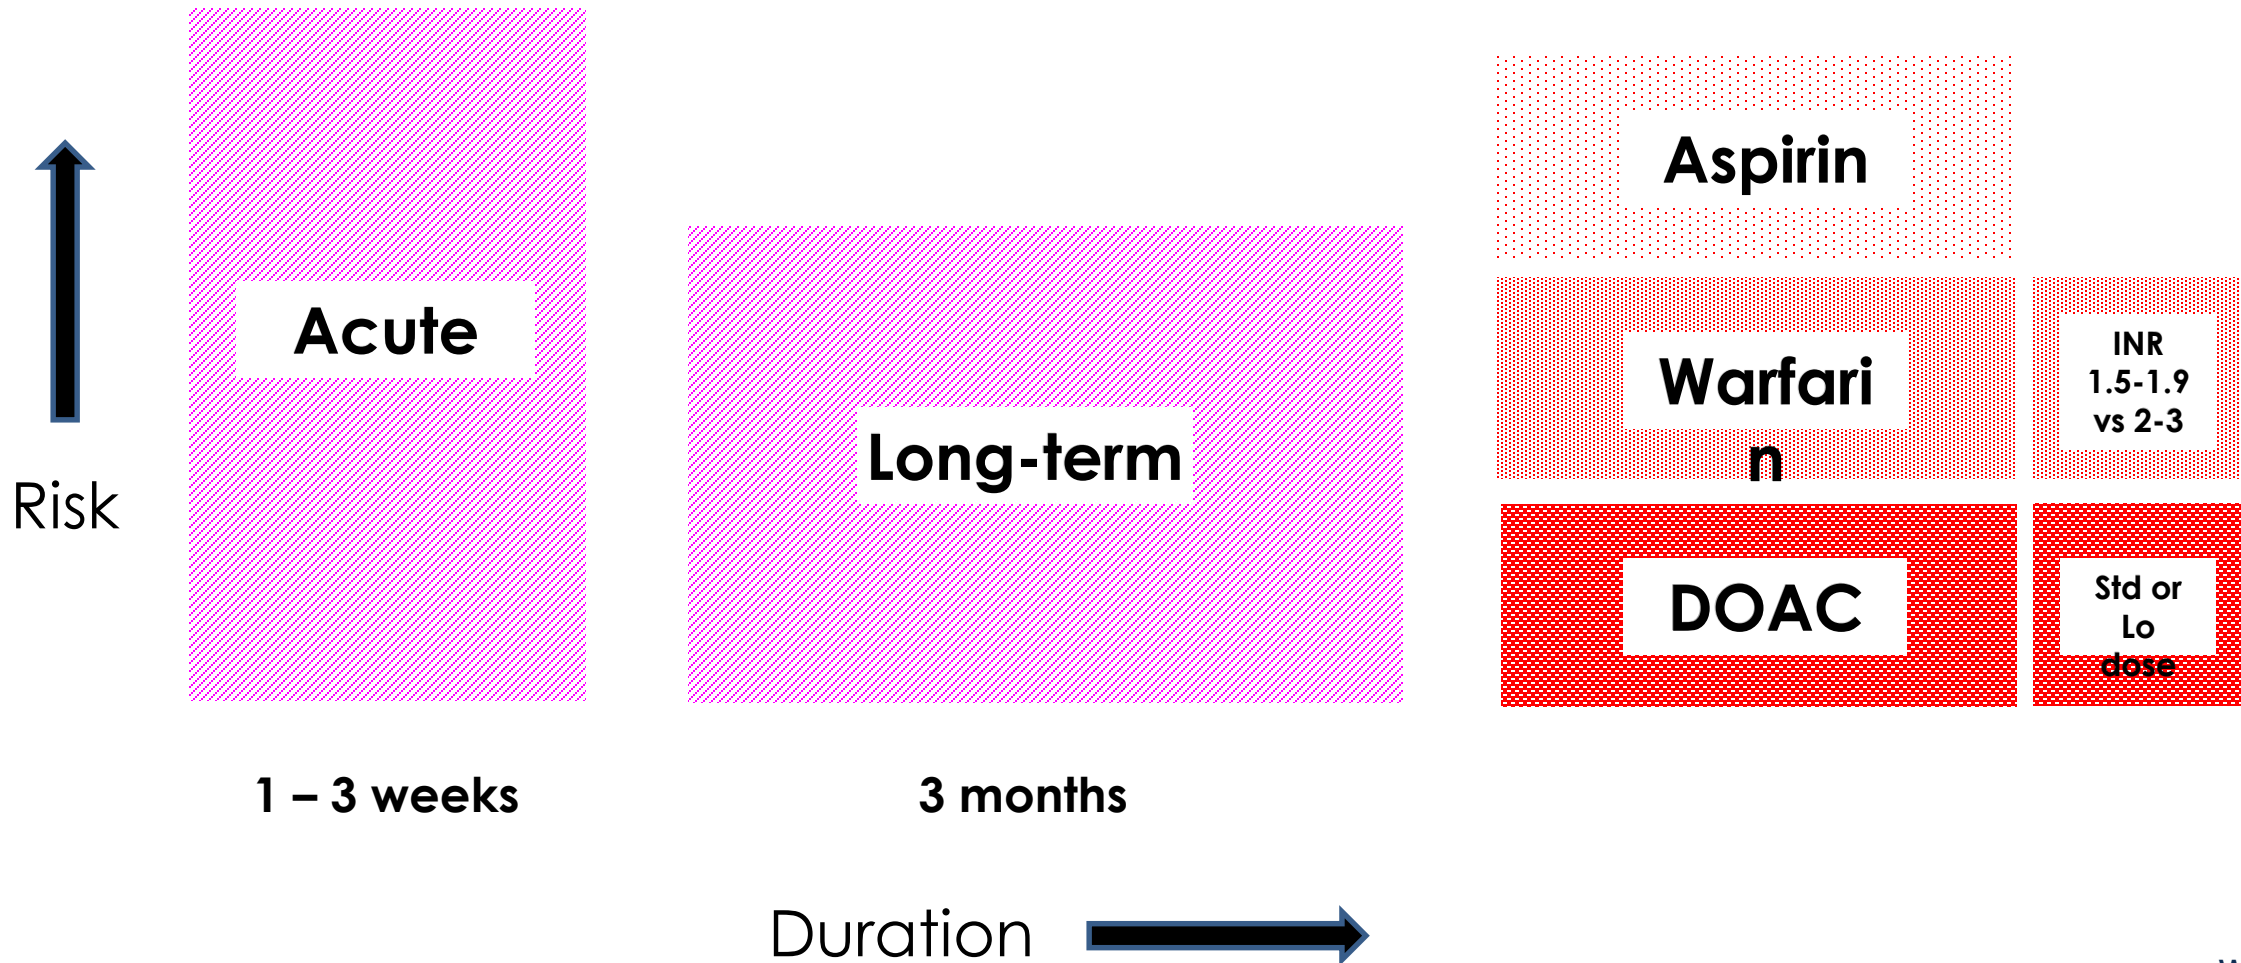 Acute
Long-term
Aspirin
Warfari
n
INR
1.5-1.9
vs 2-3
DOAC
Std or
Lo
dose
Risk
1 – 3 weeks
3 months
Duration